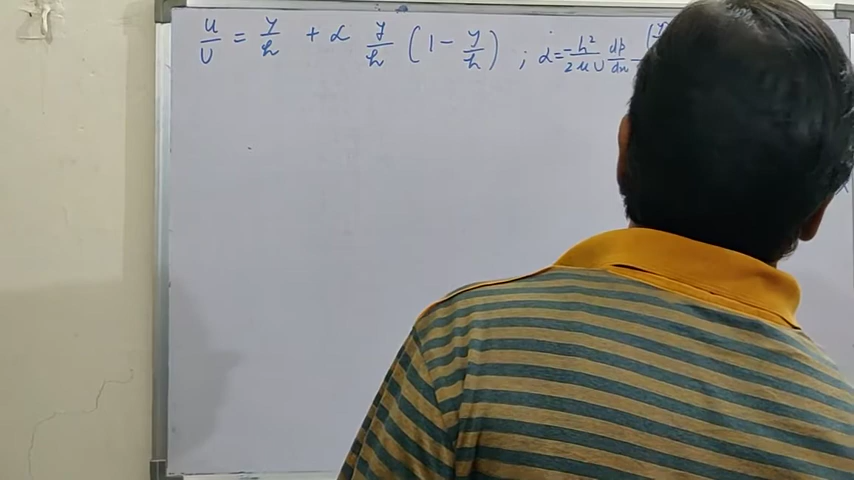 u/U = y/h + α y/h (1 - y/h) ; α = -h²/2μU dp/dx